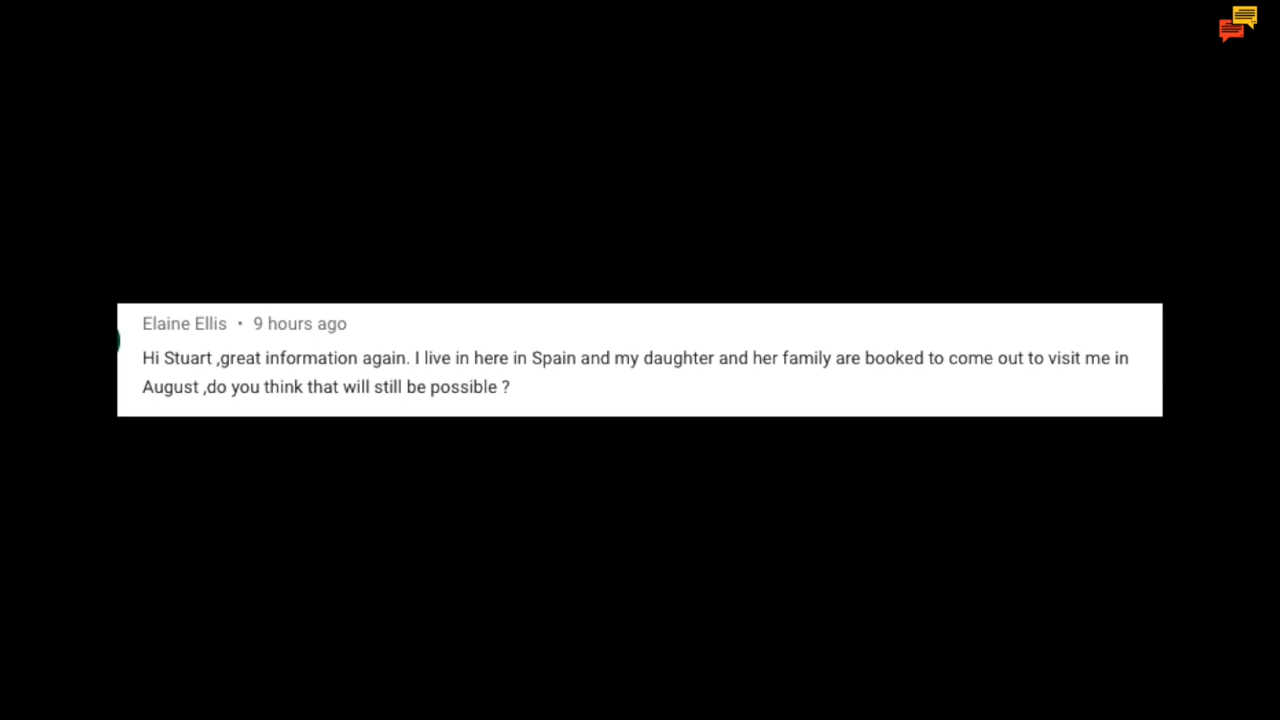 Elaine Ellis • 9 hours ago
Hi Stuart ,great information again. I live in here in Spain and my daughter and her family are booked to come out to visit me in
August ,do you think that will still be possible ?